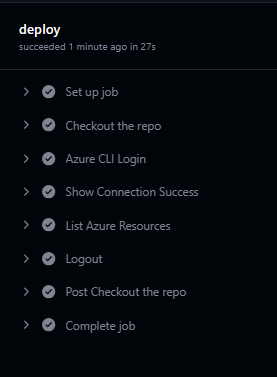 deploy
succeeded 1 minute ago in 27s
Set up job
Checkout the repo
Azure CLI Login
Show Connection Success
List Azure Resources
Logout
Post Checkout the repo
Complete job